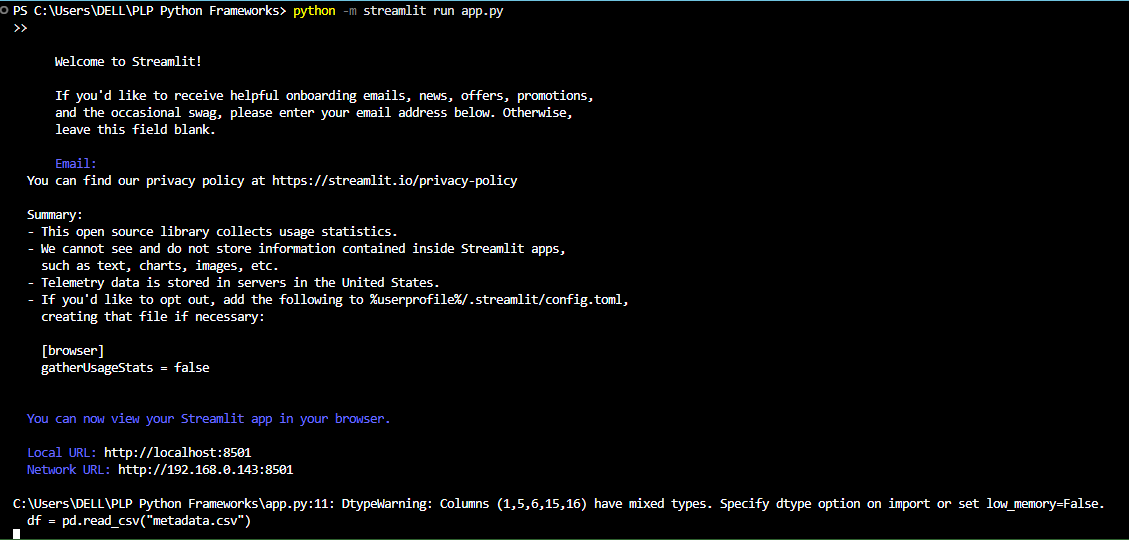 PS C:\Users\DELL\PLP Python Frameworks> python -m streamlit run app.py
>>
Welcome to Streamlit!
If you'd like to receive helpful onboarding emails, news, offers, promotions,
and the occasional swag, please enter your email address below. Otherwise,
leave this field blank.
Email:
You can find our privacy policy at https://streamlit.io/privacy-policy
Summary:
- This open source library collects usage statistics.
- We cannot see and do not store information contained inside Streamlit apps,
such as text, charts, images, etc.
- Telemetry data is stored in servers in the United States.
- If you'd like to opt out, add the following to %userprofile%/.streamlit/config.toml,
creating that file if necessary:
[browser]
gatherUsageStats = false
You can now view your Streamlit app in your browser.
Local URL: http://localhost:8501
Network URL: http://192.168.0.143:8501
C:\Users\DELL\PLP Python Frameworks\app.py:11: DtypeWarning: Columns (1,5,6,15,16) have mixed types. Specify dtype option on import or set low_memory=False.
df = pd.read_csv("metadata.csv")